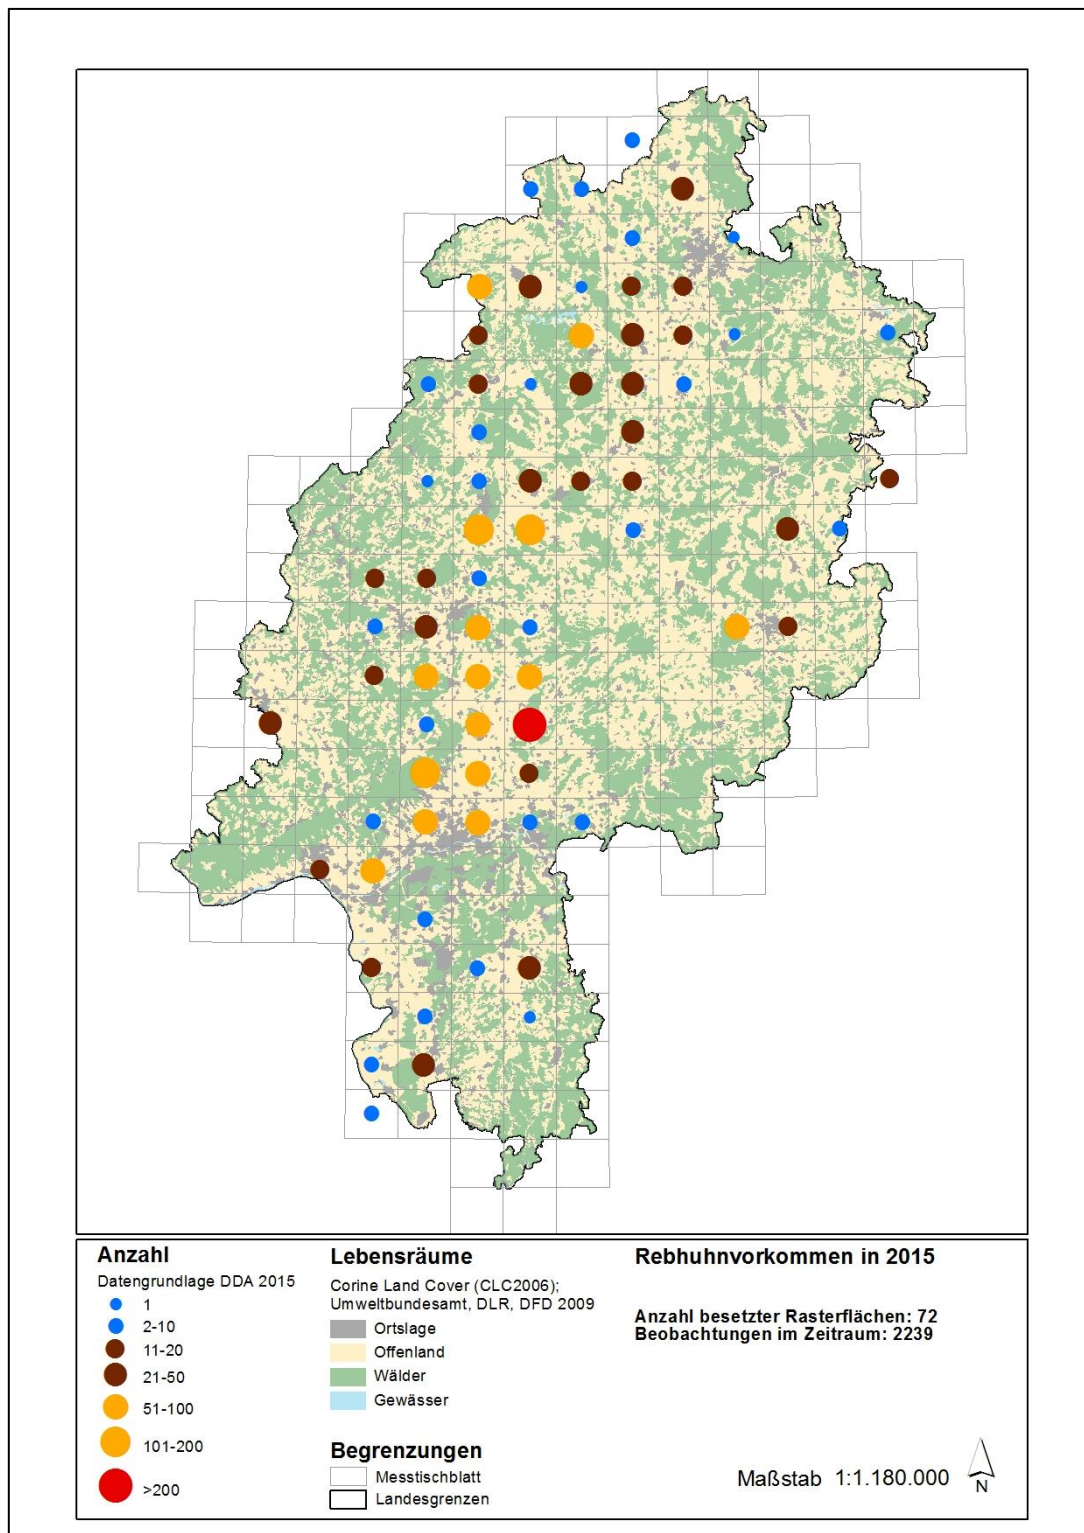 Anzahl
Datengrundlage DDA 2015
1
2-10
11-20
21-50
51-100
101-200
>200
Lebensräume
Corine Land Cover (CLC2006);
Umweltbundesamt, DLR, DFD 2009
Ortslage
Offenland
Wälder
Gewässer
Begrenzungen
Messtischblatt
Landesgrenzen
Rebhuhnvorkommen in 2015
Anzahl besetzter Rasterflächen: 72
Beobachtungen im Zeitraum: 2239
Maßstab 1:1.180.000
N